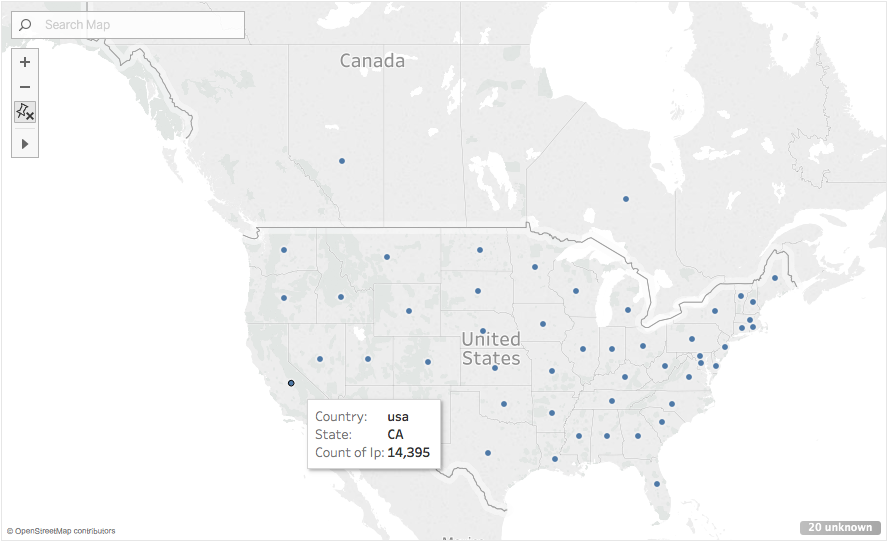 Search Map
Canada
United
States
Country: usa
State: CA
Count of Ip: 14,395
© OpenStreetMap contributors
20 unknown